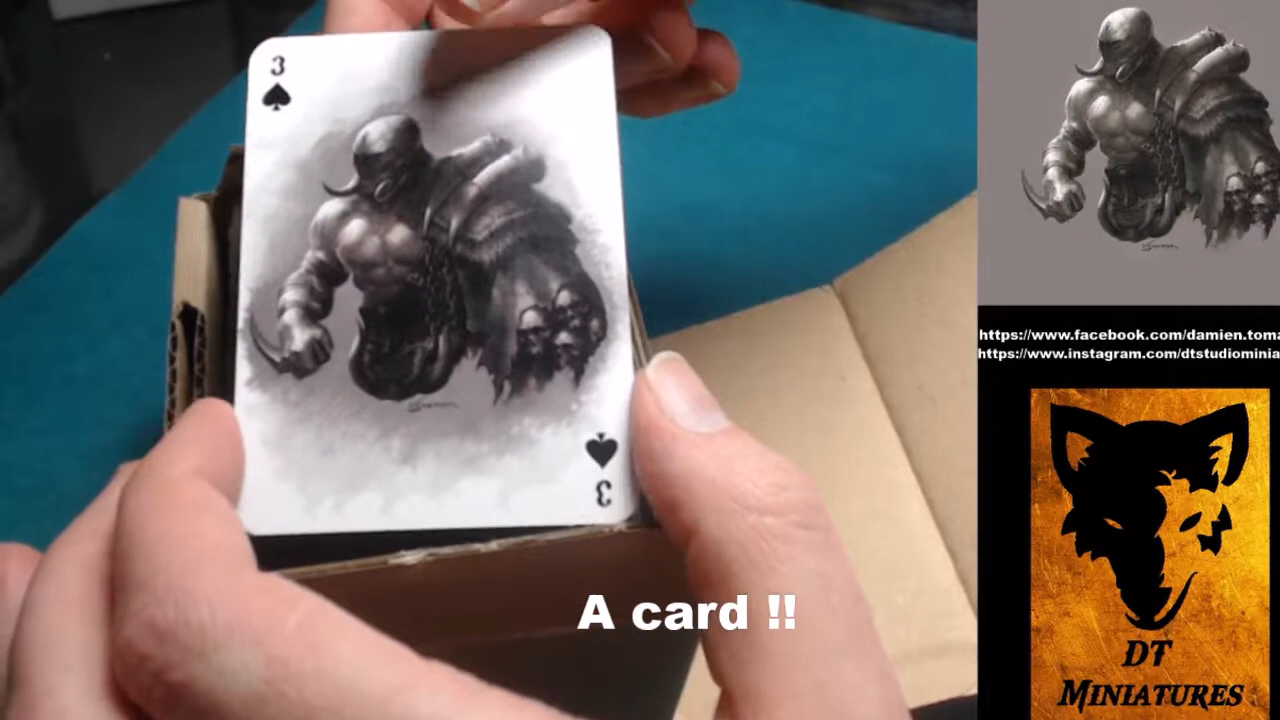 3
A card !!
3
https://www.facebook.com/damien.toma
https://www.instagram.com/dtstudiominia
DT
MINIATURES